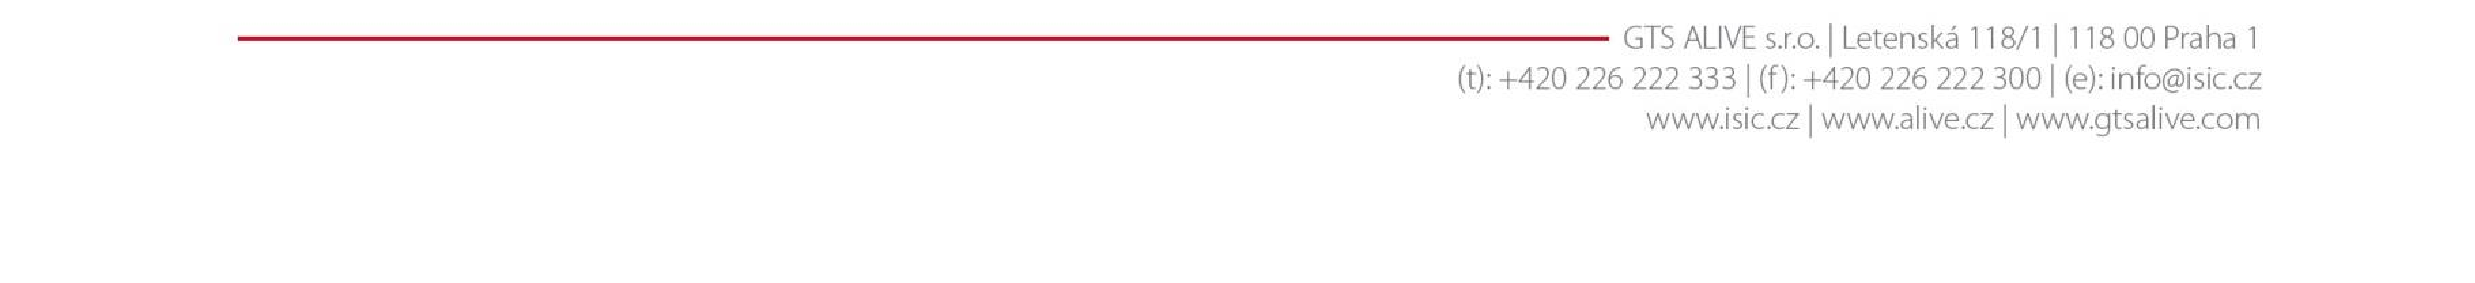 GTS ALIVE s.r.o. | Letenská 118/1 | 118 00 Praha 1
(t): +420 226 222 333 | (f): +420 226 222 300 | (e): info@isic.cz
www.isic.cz | www.alive.cz | www.gtsalive.com